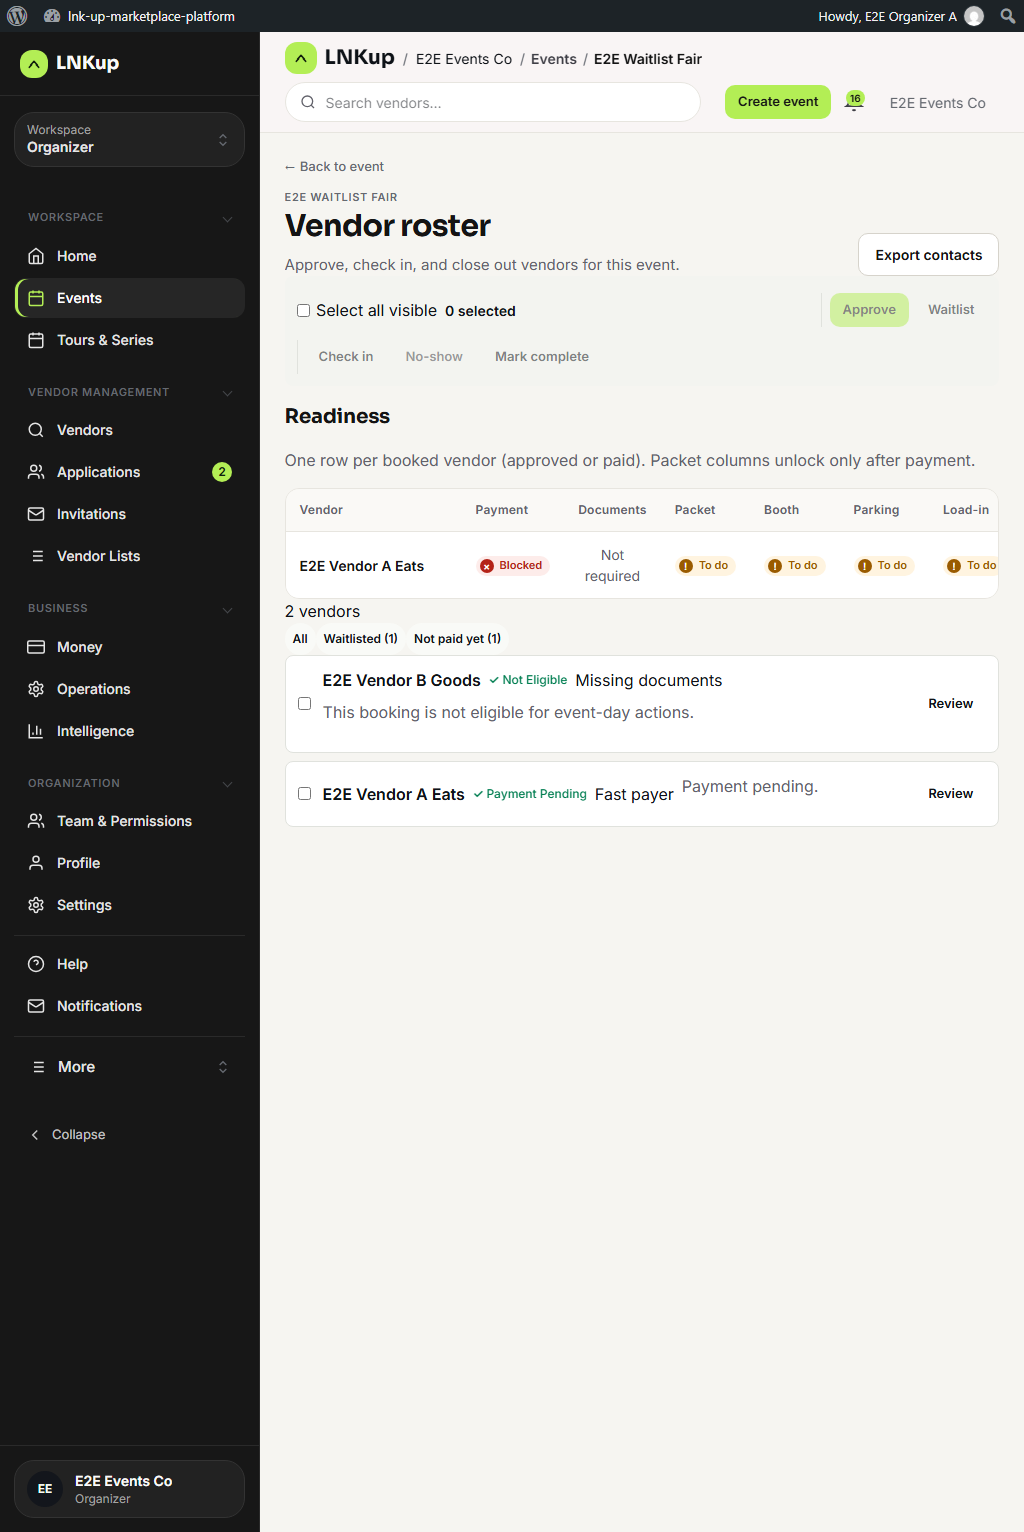 lnk-up-marketplace-platform
Howdy, E2E Organizer A
LNKup
Workspace
Organizer
WORKSPACE
Home
Events
Tours & Series
VENDOR MANAGEMENT
Vendors
Applications 2
Invitations
Vendor Lists
BUSINESS
Money
Operations
Intelligence
ORGANIZATION
Team & Permissions
Profile
Settings
Help
Notifications
More
Collapse
EE
E2E Events Co
Organizer
LNKup / E2E Events Co / Events / E2E Waitlist Fair
Search vendors...
Create event
16
E2E Events Co
← Back to event
E2E WAITLIST FAIR
Vendor roster
Approve, check in, and close out vendors for this event.
Export contacts
Select all visible 0 selected
Approve Waitlist
Check in No-show Mark complete
Readiness
One row per booked vendor (approved or paid). Packet columns unlock only after payment.
Vendor Payment Documents Packet Booth Parking Load-in
E2E Vendor A Eats Blocked Not required To do To do To do To do
2 vendors
All Waitlisted (1) Not paid yet (1)
E2E Vendor B Goods ✓ Not Eligible Missing documents
This booking is not eligible for event-day actions.
Review
E2E Vendor A Eats ✓ Payment Pending Fast payer Payment pending.
Review